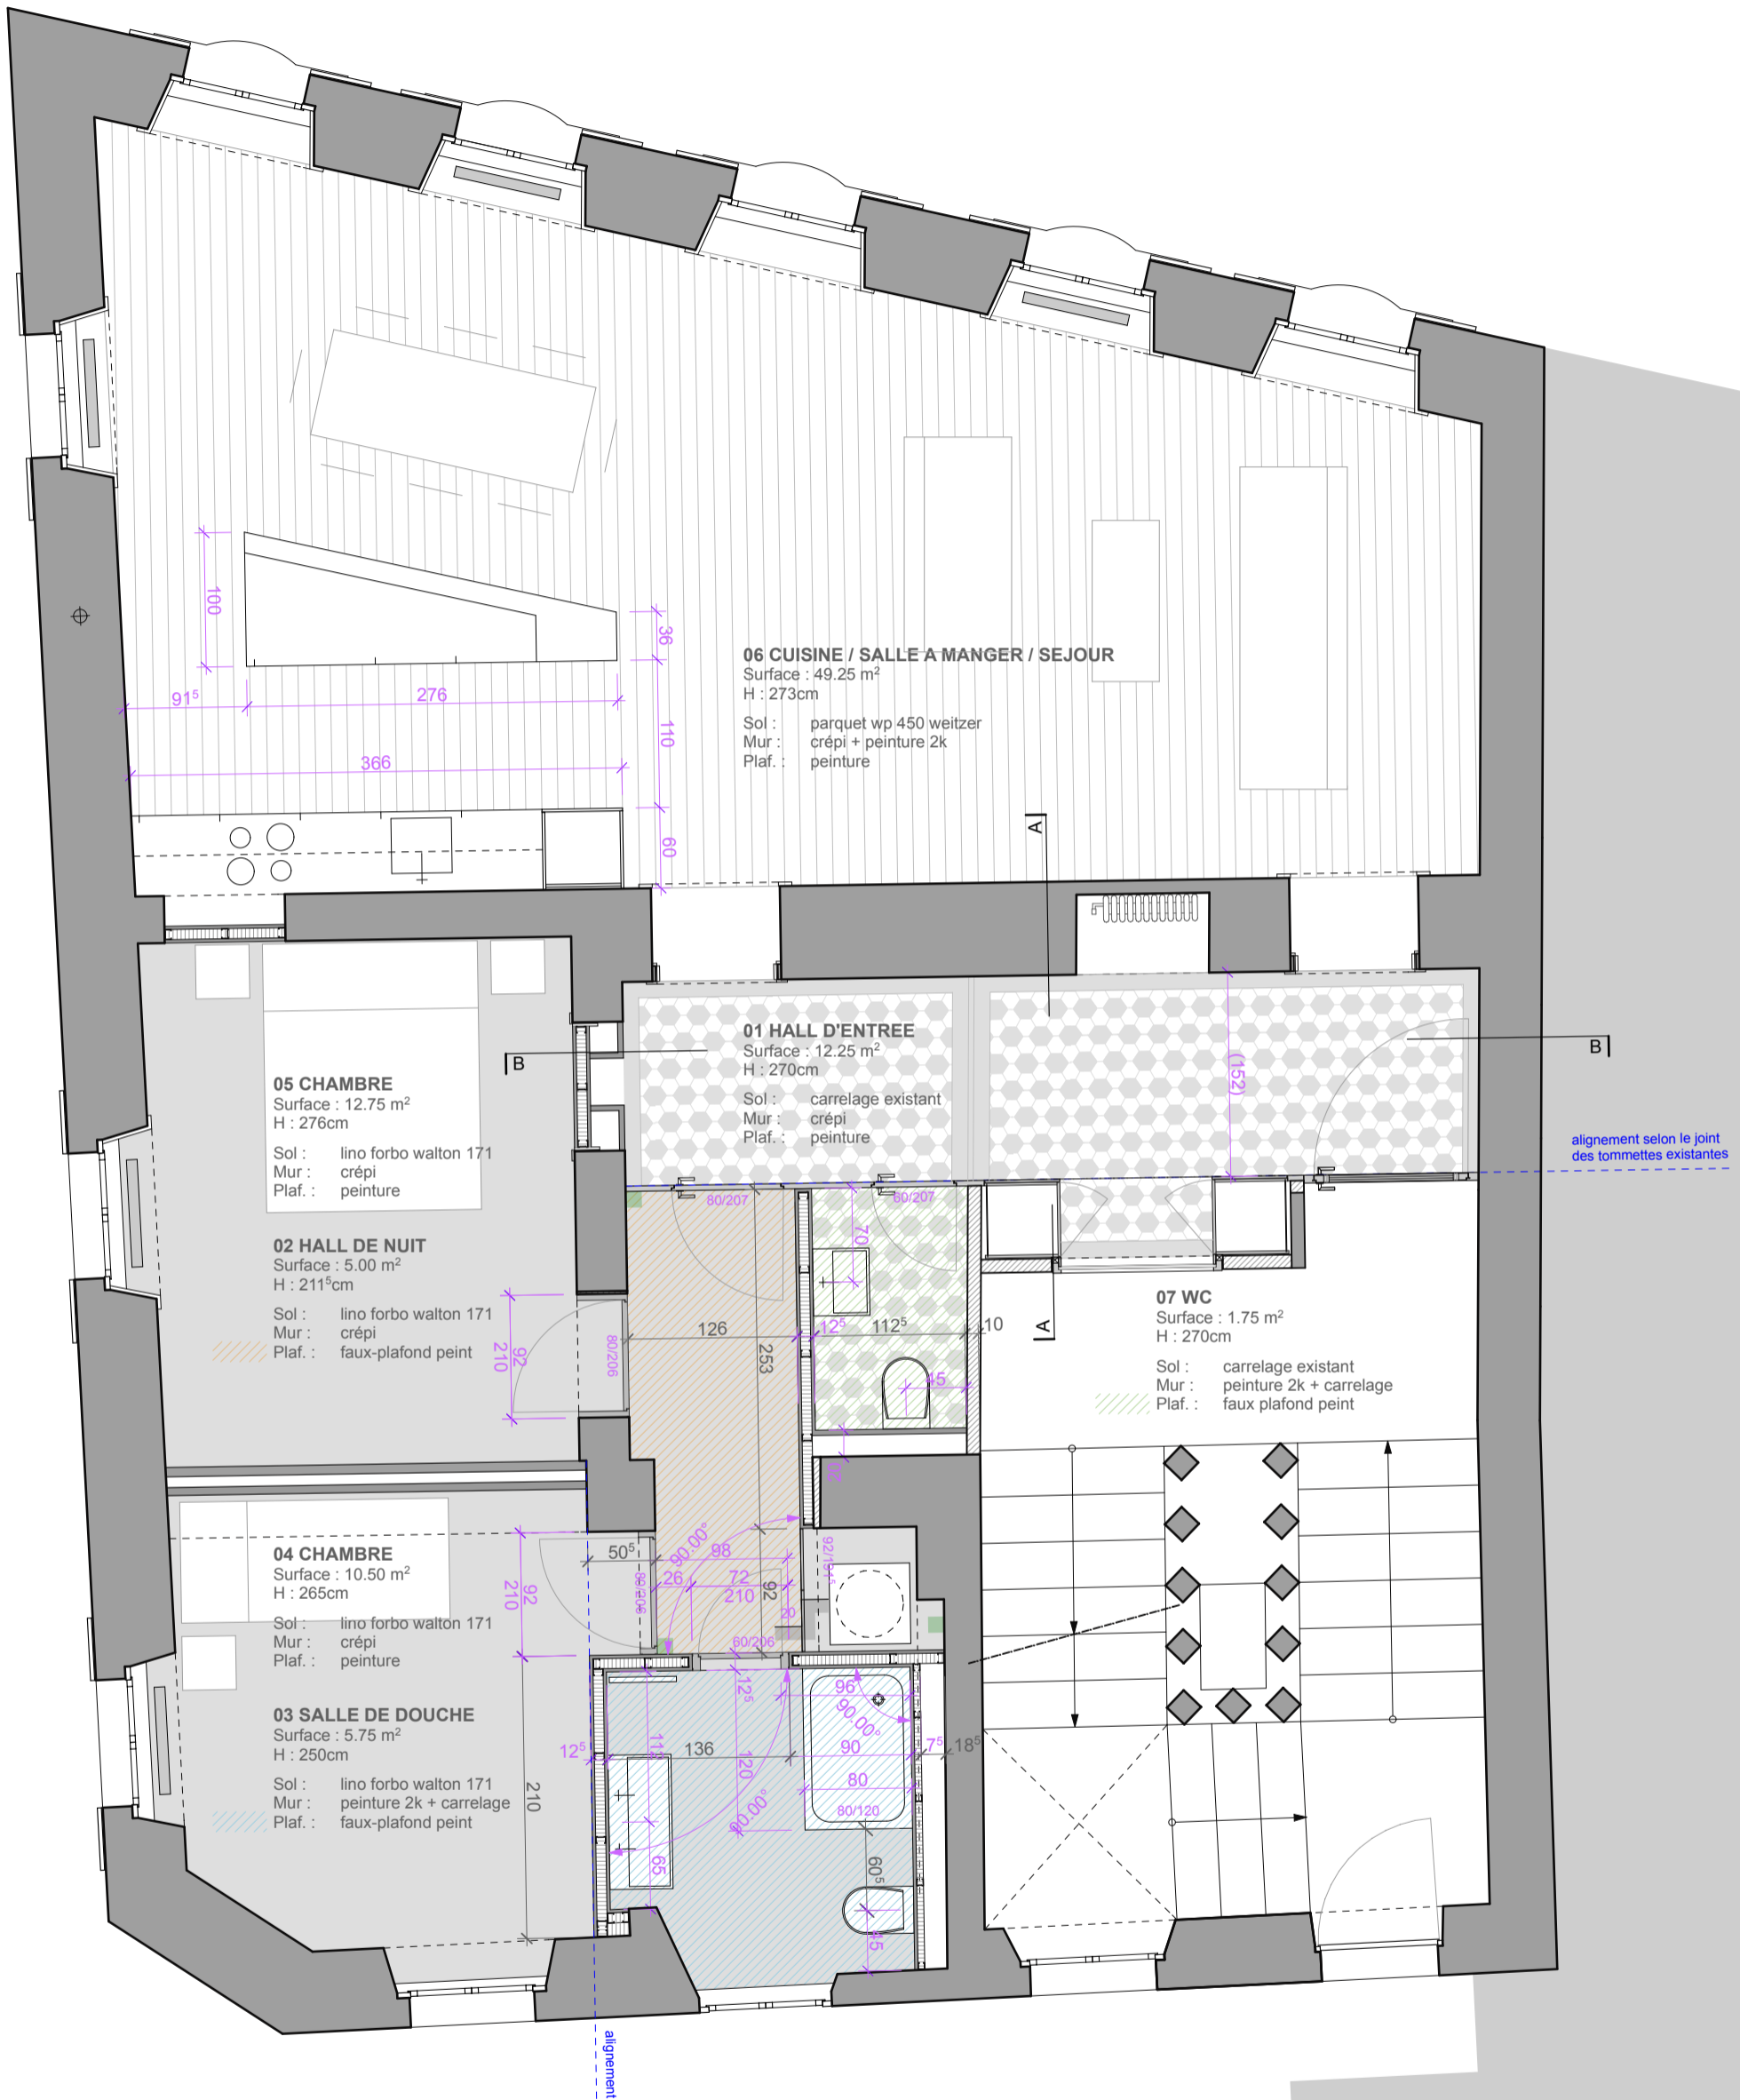 100
36
91⁵
276
110
366
60
06 CUISINE / SALLE A MANGER / SEJOUR
Surface : 49.25 m²
H : 273cm
Sol : parquet wp 450 weitzer
Mur : crépi + peinture 2k
Plaf. : peinture
A
01 HALL D'ENTREE
Surface : 12.25 m²
H : 270cm
Sol : carrelage existant
Mur : crépi
Plaf. : peinture
B
B
(152)
alignement selon le joint
des tommettes existantes
05 CHAMBRE
Surface : 12.75 m²
H : 276cm
Sol : lino forbo walton 171
Mur : crépi
Plaf. : peinture
80/207
60/207
70
02 HALL DE NUIT
Surface : 5.00 m²
H : 211⁵cm
Sol : lino forbo walton 171
Mur : crépi
Plaf. : faux-plafond peint
92
210
80/206
126
12⁵
112⁵
10
253
45
20
A
07 WC
Surface : 1.75 m²
H : 270cm
Sol : carrelage existant
Mur : peinture 2k + carrelage
Plaf. : faux plafond peint
04 CHAMBRE
Surface : 10.50 m²
H : 265cm
Sol : lino forbo walton 171
Mur : crépi
Plaf. : peinture
92
210
50⁵
80/206
90.00°
98
26
72
210
92
20
60/206
92/191⁵
03 SALLE DE DOUCHE
Surface : 5.75 m²
H : 250cm
Sol : lino forbo walton 171
Mur : peinture 2k + carrelage
Plaf. : faux-plafond peint
210
12⁵
112
136
12⁵
120
90.00°
96
90.00°
90
7⁵
18⁵
80
80/120
65
60⁵
45
alignement